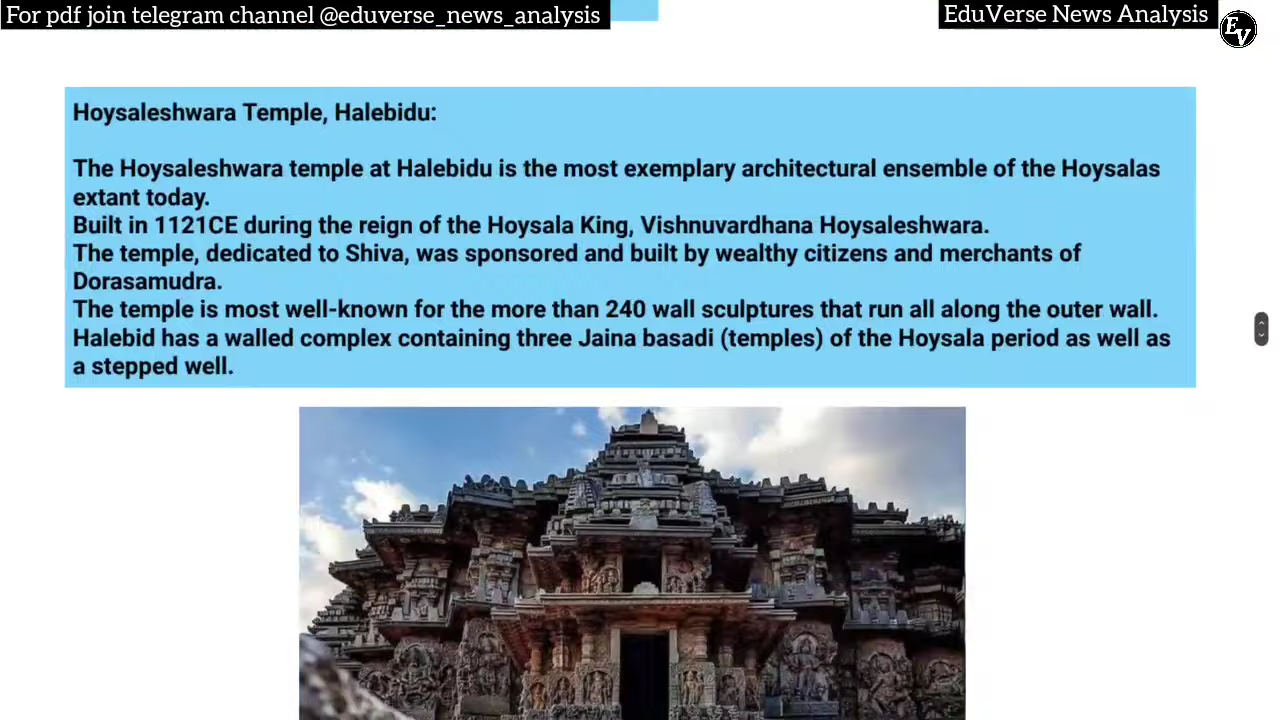 For pdf join telegram channel @eduverse_news_analysis
EduVerse News Analysis
EV
Hoysaleshwara Temple, Halebidu:
The Hoysaleshwara temple at Halebidu is the most exemplary architectural ensemble of the Hoysalas
extant today.
Built in 1121CE during the reign of the Hoysala King, Vishnuvardhana Hoysaleshwara.
The temple, dedicated to Shiva, was sponsored and built by wealthy citizens and merchants of
Dorasamudra.
The temple is most well-known for the more than 240 wall sculptures that run all along the outer wall.
Halebid has a walled complex containing three Jaina basadi (temples) of the Hoysala period as well as
a stepped well.